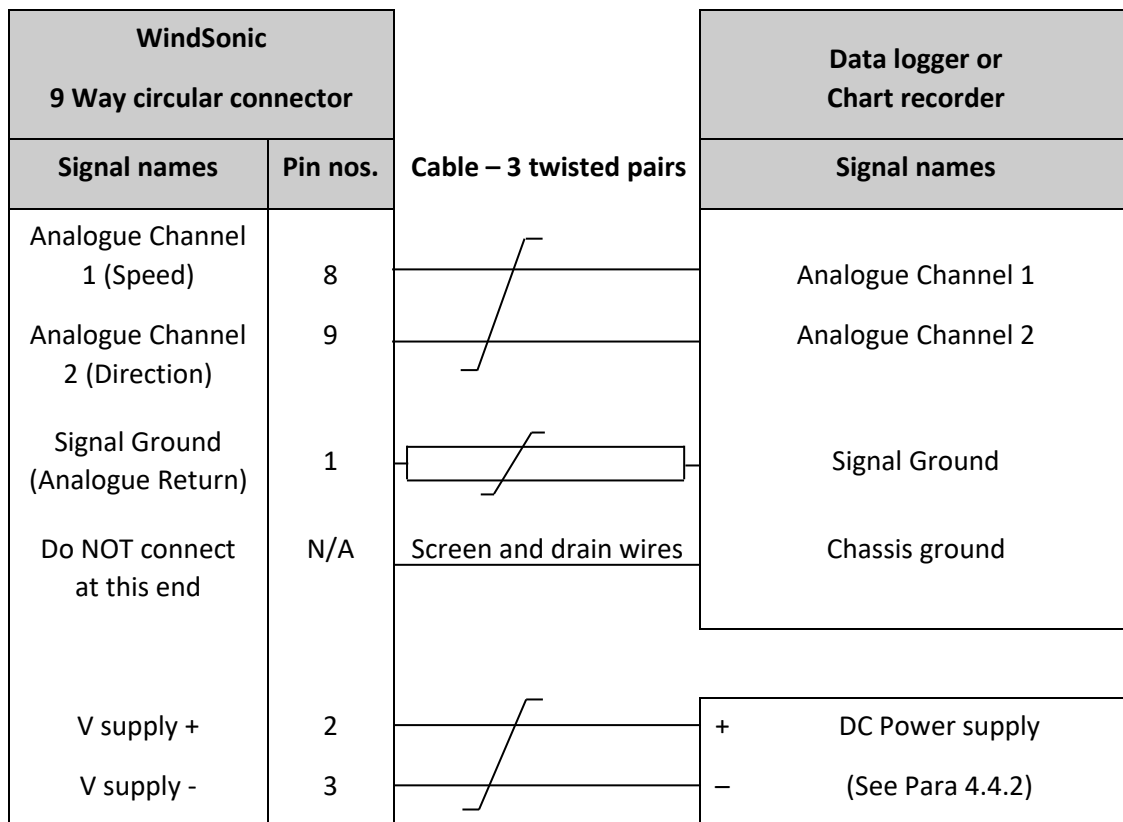 WindSonic
9 Way circular connector
Data logger or
Chart recorder
Signal names
Pin nos.
Cable – 3 twisted pairs
Signal names
Analogue Channel
1 (Speed)
8
Analogue Channel 1
Analogue Channel
2 (Direction)
9
Analogue Channel 2
Signal Ground
(Analogue Return)
1
Signal Ground
Do NOT connect
at this end
N/A
Screen and drain wires
Chassis ground
V supply +
2
+
DC Power supply
V supply -
3
–
(See Para 4.4.2)